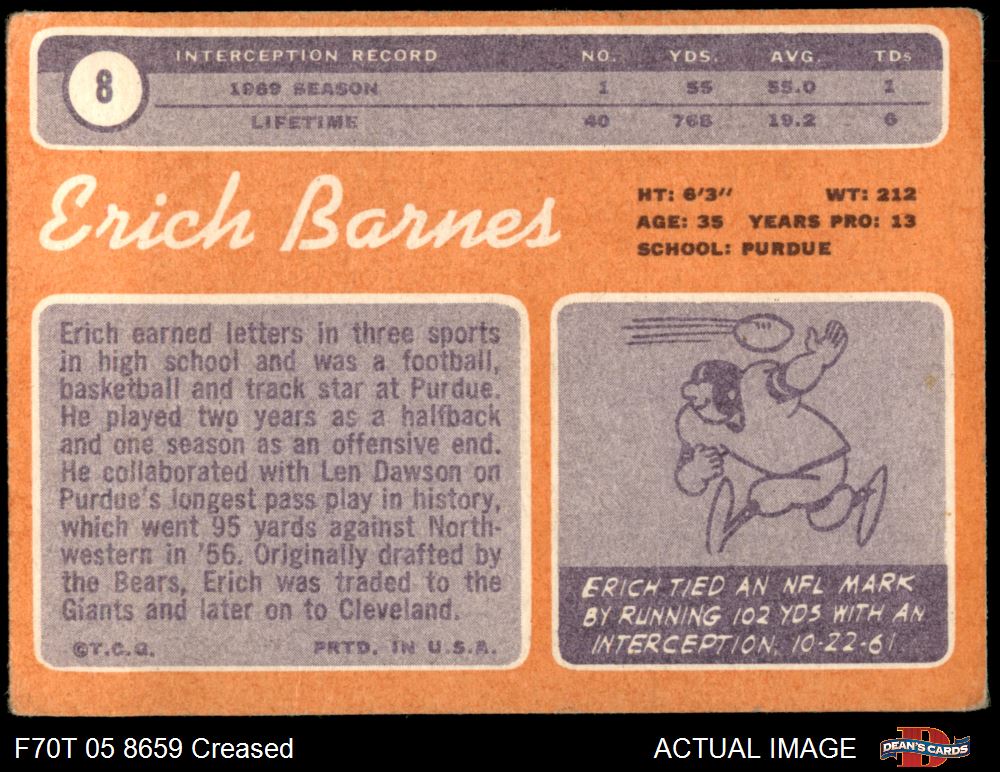 8
INTERCEPTION RECORD NO. YDS. AVG. TDs
1969 SEASON 1 55 55.0 1
LIFETIME 40 768 19.2 6
Erich Barnes
HT: 6'3" WT: 212
AGE: 35 YEARS PRO: 13
SCHOOL: PURDUE
Erich earned letters in three sports
in high school and was a football,
basketball and track star at Purdue.
He played two years as a halfback
and one season as an offensive end.
He collaborated with Len Dawson on
Purdue's longest pass play in history,
which went 95 yards against North-
western in '56. Originally drafted by
the Bears, Erich was traded to the
Giants and later on to Cleveland.
©T.C.G. PRTD. IN U.S.A.
ERICH TIED AN NFL MARK
BY RUNNING 102 YDS WITH AN
INTERCEPTION, 10-22-61
F70T 05 8659 Creased
ACTUAL IMAGE
D
DEAN'S CARDS